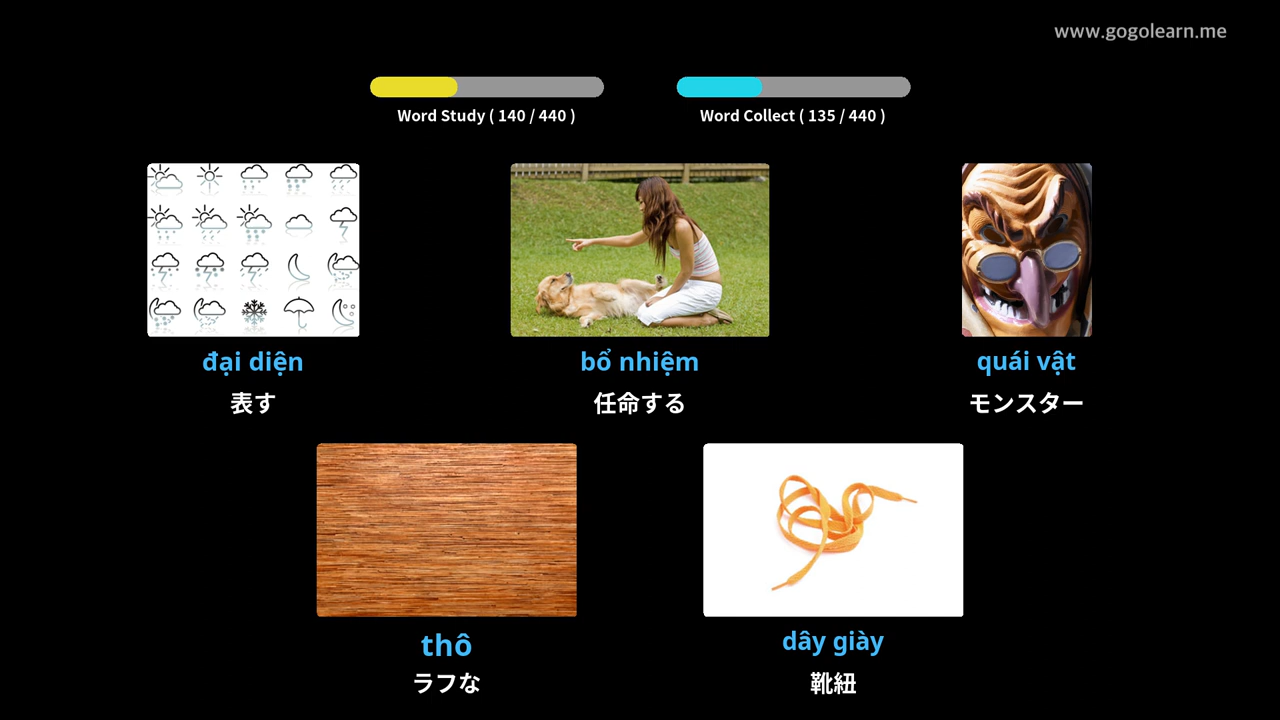 www.gogolearn.me
Word Study ( 140 / 440 )
Word Collect ( 135 / 440 )
đại diện
表す
bổ nhiệm
任命する
quái vật
モンスター
thô
ラフな
dây giày
靴紐